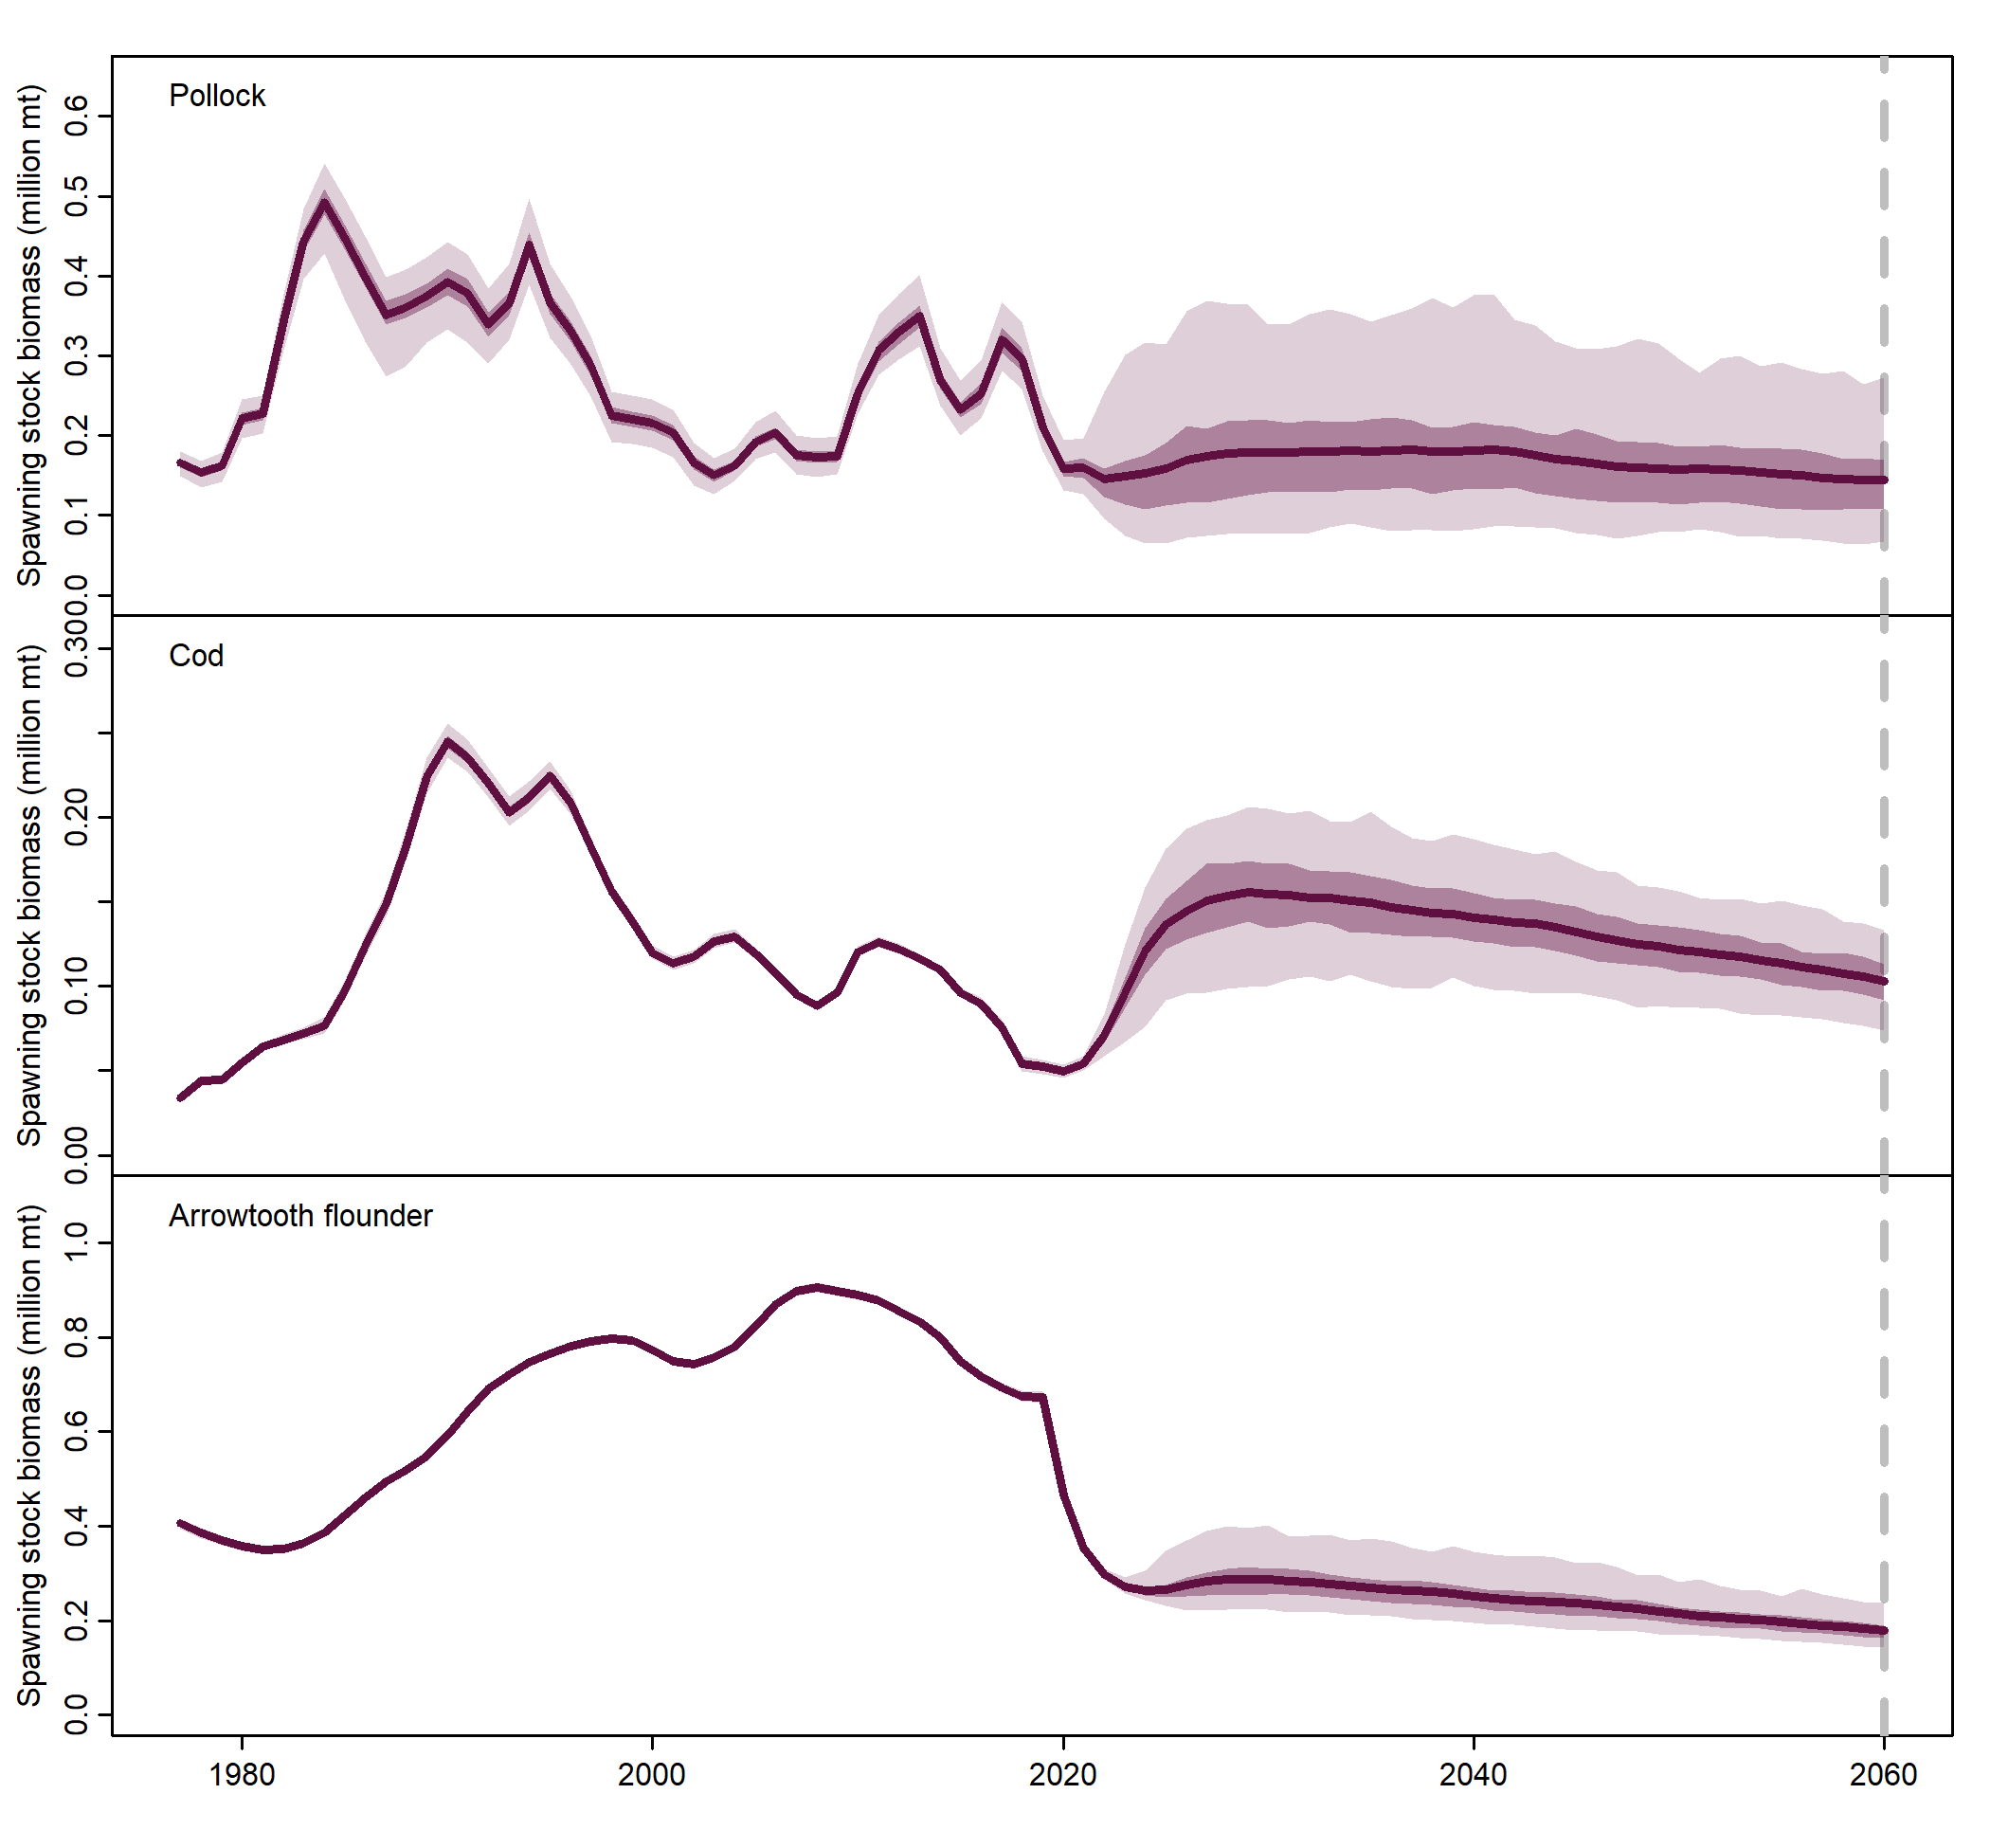 Pollock
Spawning stock biomass (million mt)
0.6
0.5
0.4
0.3
0.2
0.1
0.0
Cod
Spawning stock biomass (million mt)
0.30
0.20
0.10
0.00
Arrowtooth flounder
Spawning stock biomass (million mt)
1.0
0.8
0.6
0.4
0.2
0.0
1980 2000 2020 2040 2060